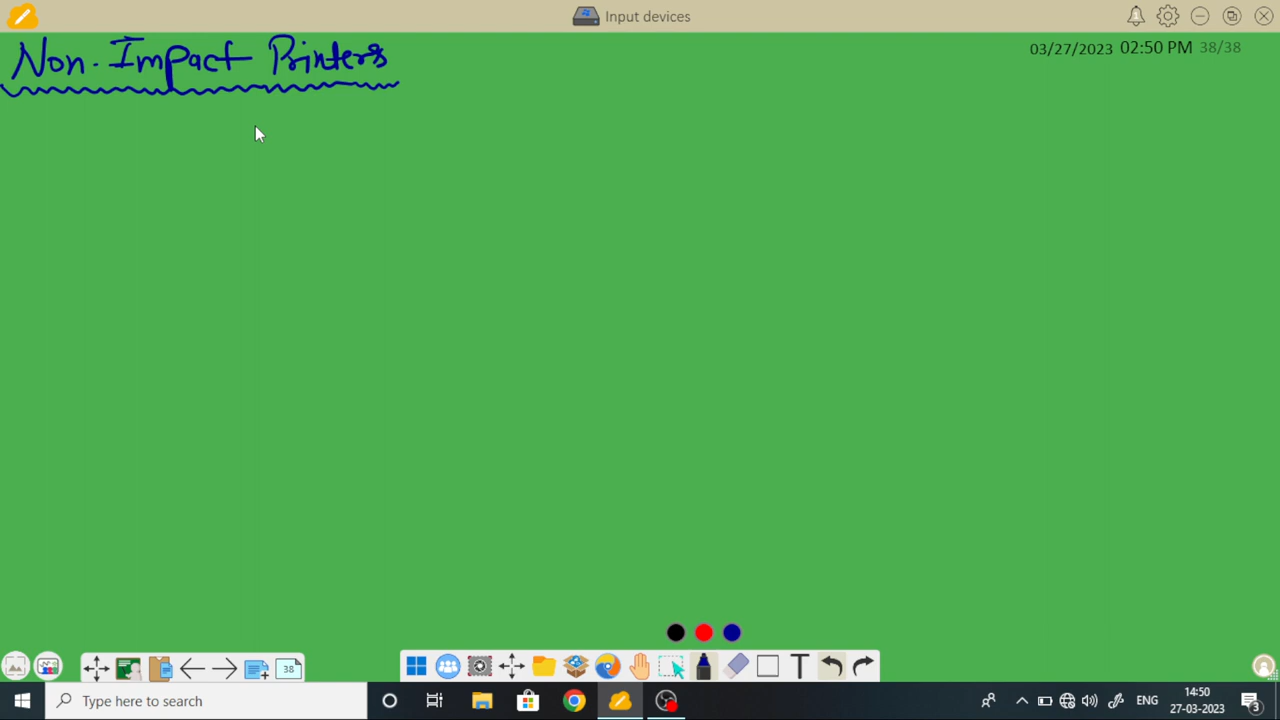 Input devices
Non-Impact Printers
03/27/2023 02:50 PM 38/38
38
T
Type here to search
ENG
14:50
27-03-2023
3